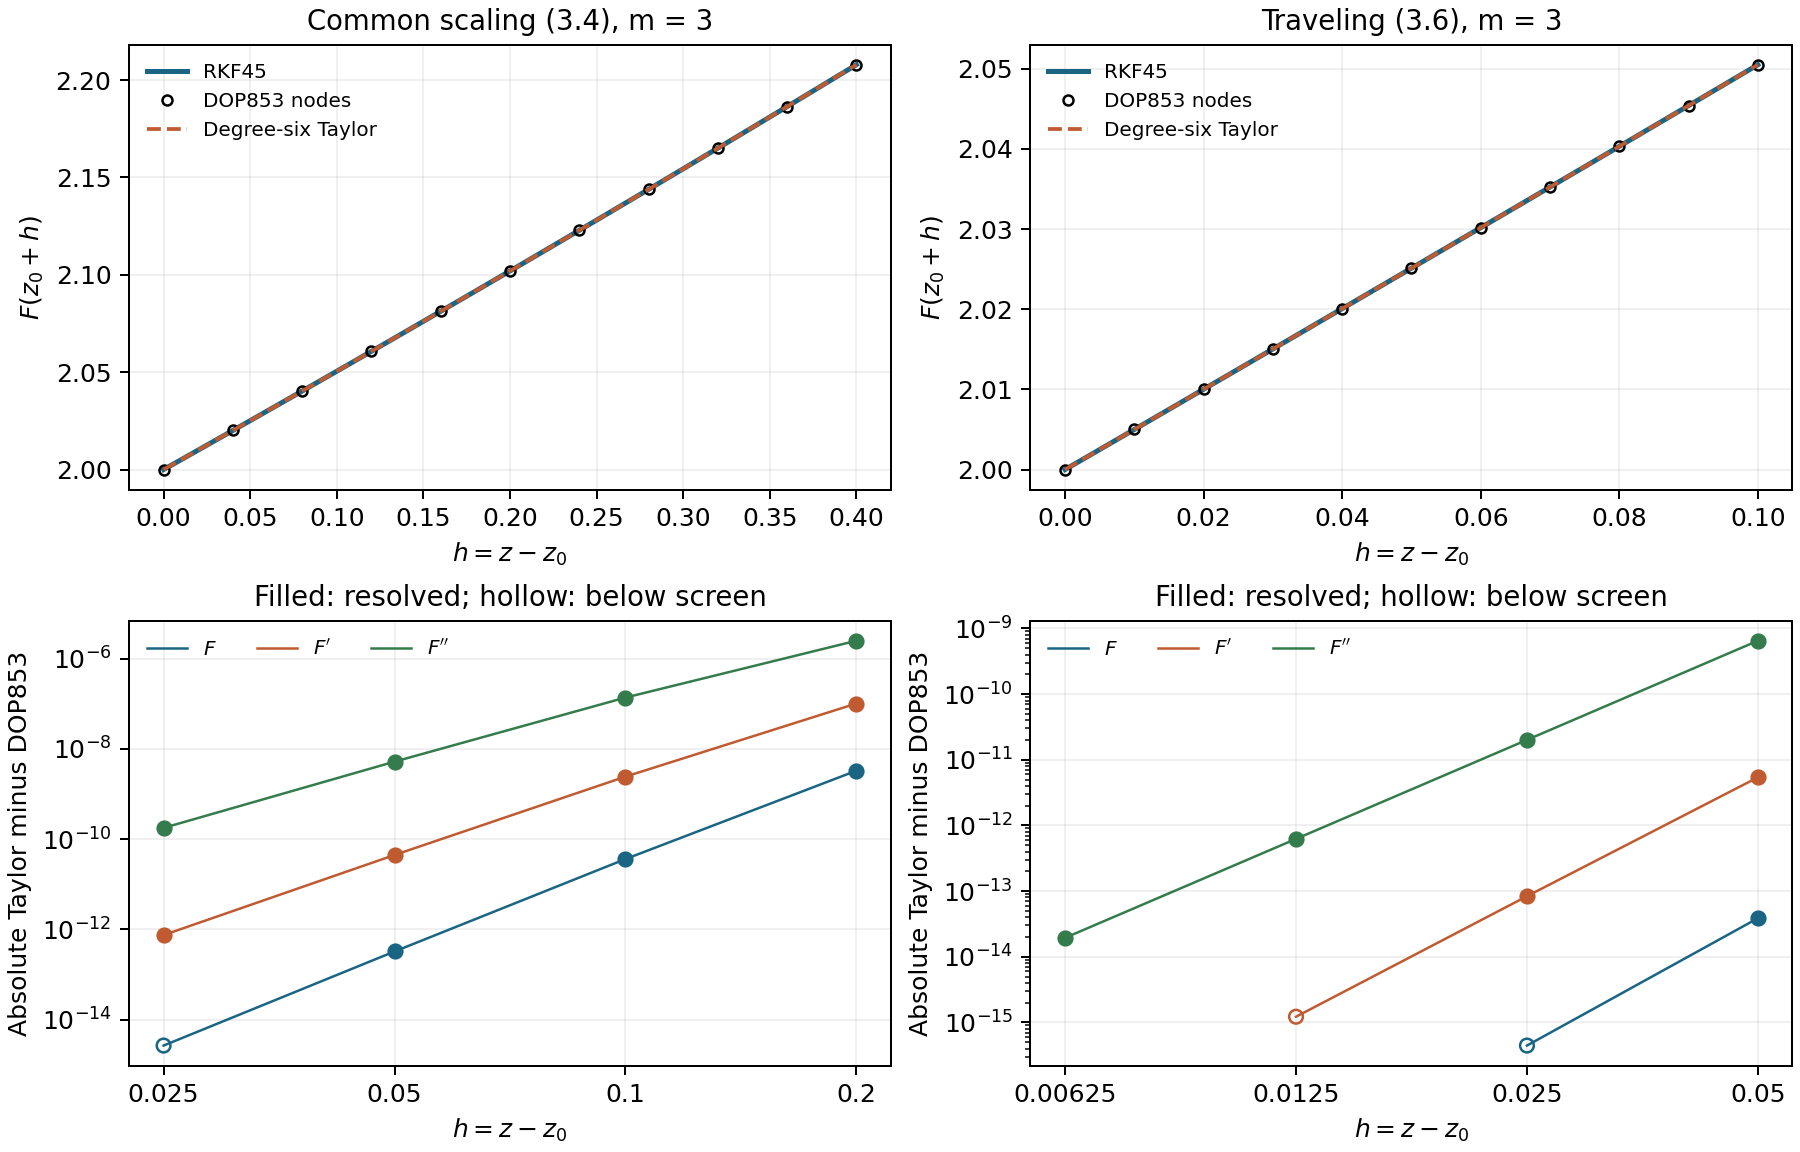 Common scaling (3.4), m = 3
RKF45
DOP853 nodes
Degree-six Taylor
F(z₀ + h)
2.20
2.15
2.10
2.05
2.00
0.00 0.05 0.10 0.15 0.20 0.25 0.30 0.35 0.40
h = z − z₀
Traveling (3.6), m = 3
RKF45
DOP853 nodes
Degree-six Taylor
F(z₀ + h)
2.05
2.04
2.03
2.02
2.01
2.00
0.00 0.02 0.04 0.06 0.08 0.10
h = z − z₀
Filled: resolved; hollow: below screen
F F′ F″
Absolute Taylor minus DOP853
10⁻⁶
10⁻⁸
10⁻¹⁰
10⁻¹²
10⁻¹⁴
0.025 0.05 0.1 0.2
h = z − z₀
Filled: resolved; hollow: below screen
F F′ F″
Absolute Taylor minus DOP853
10⁻⁹
10⁻¹⁰
10⁻¹¹
10⁻¹²
10⁻¹³
10⁻¹⁴
10⁻¹⁵
0.00625 0.0125 0.025 0.05
h = z − z₀